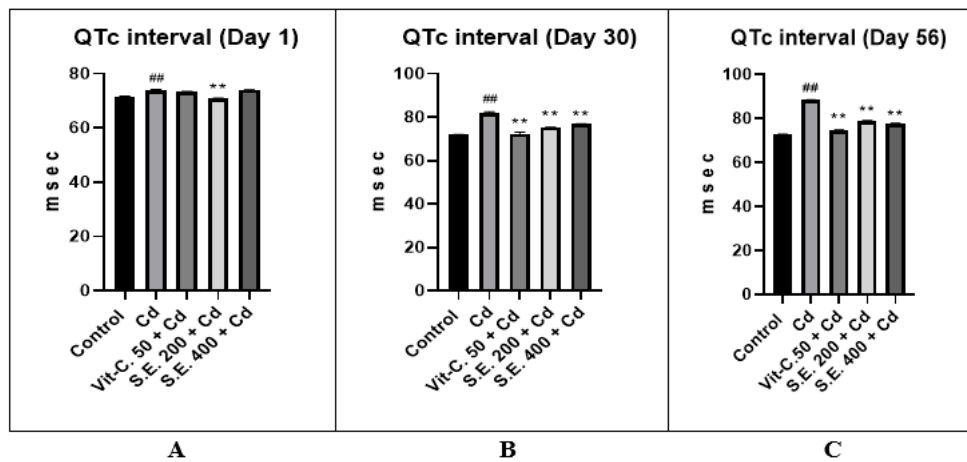 QTc interval (Day 1)
80
60
40
20
0
m s e c
##
**
Control
Cd
Vit-C. 50 + Cd
S.E. 200 + Cd
S.E. 400 + Cd
A
QTc interval (Day 30)
100
80
60
40
20
0
m s e c
##
**
**
**
Control
Cd
Vit-C. 50 + Cd
S.E. 200 + Cd
S.E. 400 + Cd
B
QTc interval (Day 56)
100
80
60
40
20
0
m s e c
##
**
**
**
Control
Cd
Vit-C. 50 + Cd
S.E. 200 + Cd
S.E. 400 + Cd
C